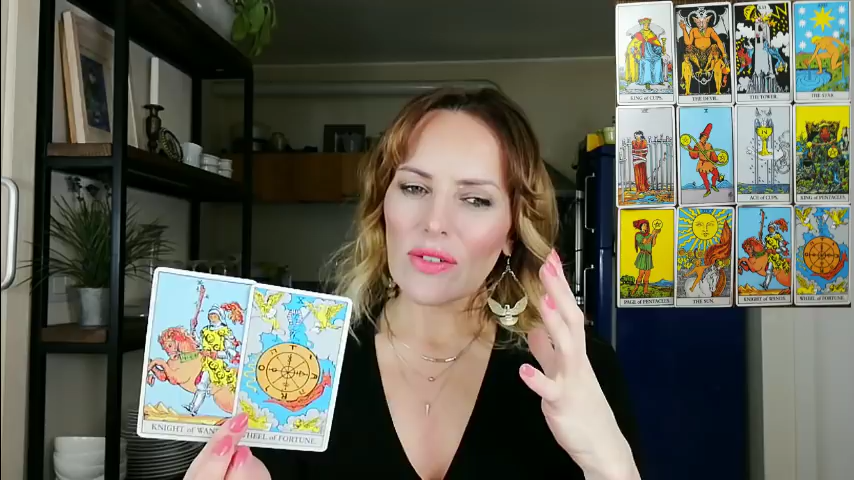 KING of CUPS.
THE DEVIL.
THE TOWER.
THE STAR.
ACE of CUPS.
KING of PENTACLES.
PAGE of PENTACLES.
THE SUN.
KNIGHT of WANDS.
WHEEL of FORTUNE.
KNIGHT of WAN
WHEEL of FORTUNE.